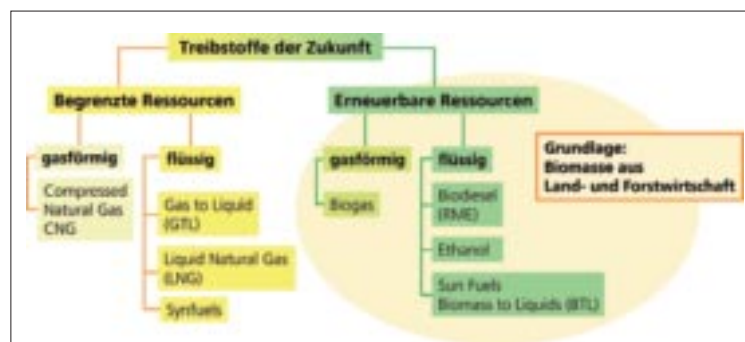 Treibstoffe der Zukunft
Begrenzte Ressourcen
gasförmig
Compressed
Natural Gas
CNG
flüssig
Gas to Liquid
(GTL)
Liquid Natural Gas
(LNG)
Synfuels
Erneuerbare Ressourcen
gasförmig
Biogas
flüssig
Biodiesel
(RME)
Ethanol
Sun Fuels
Biomass to Liquids (BTL)
Grundlage:
Biomasse aus
Land- und Forstwirtschaft